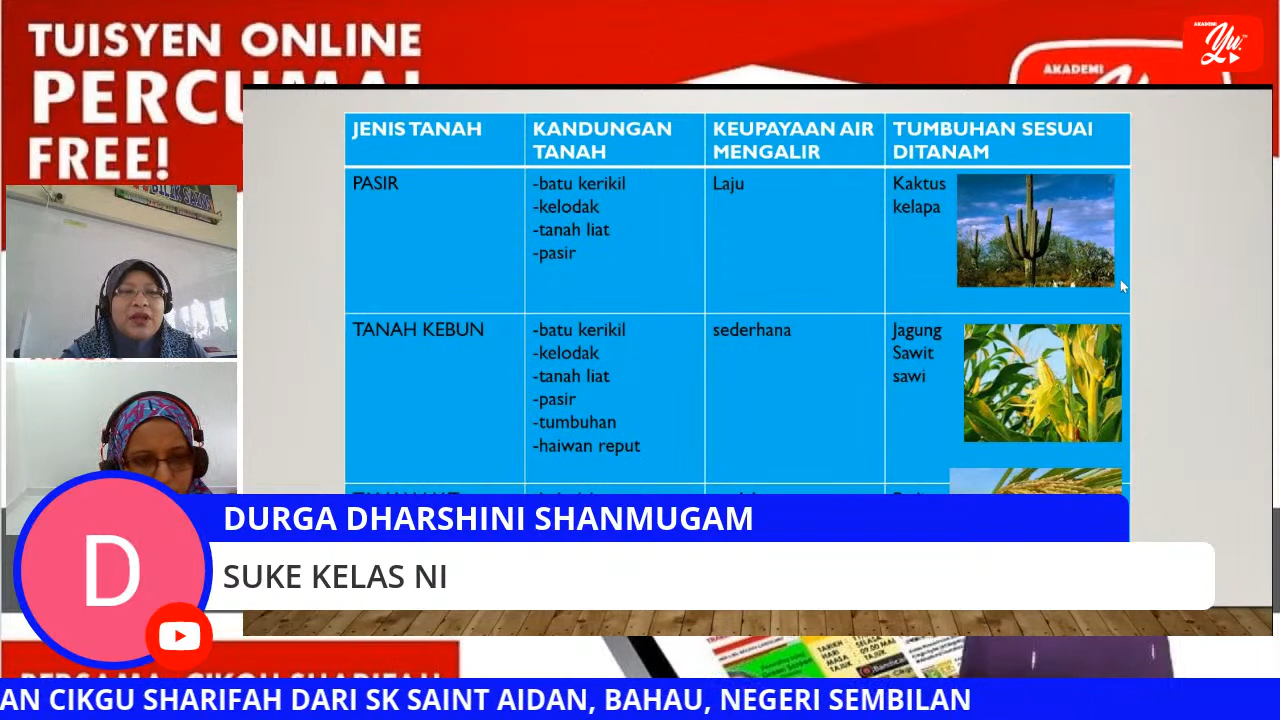 TUISYEN ONLINE
FREE!
AKADEMI
Yu.
AKADEMI
JENIS TANAH
KANDUNGAN
TANAH
KEUPAYAAN AIR
MENGALIR
TUMBUHAN SESUAI
DITANAM
PASIR
-batu kerikil
-kelodak
-tanah liat
-pasir
Laju
Kaktus
kelapa
TANAH KEBUN
-batu kerikil
-kelodak
-tanah liat
-pasir
-tumbuhan
-haiwan reput
sederhana
Jagung
Sawit
sawi
D
DURGA DHARSHINI SHANMUGAM
SUKE KELAS NI
AN CIKGU SHARIFAH DARI SK SAINT AIDAN, BAHAU, NEGERI SEMBILAN